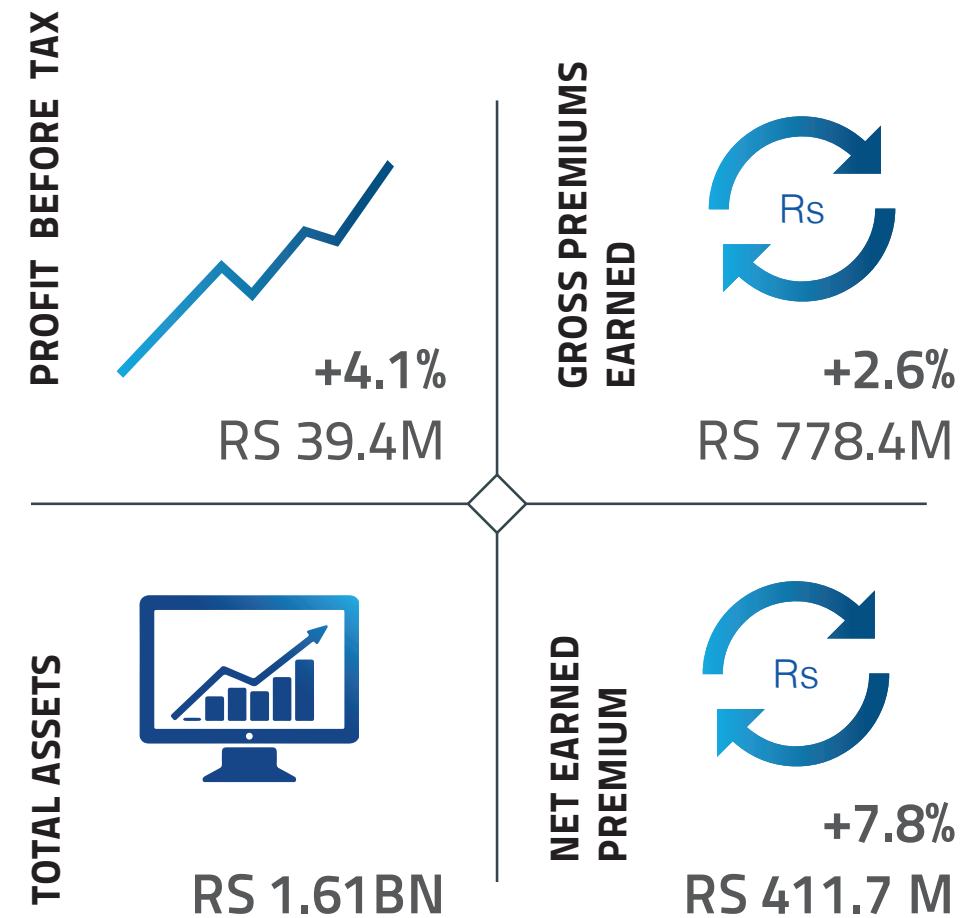 PROFIT BEFORE TAX
+4.1%
RS 39.4M
GROSS PREMIUMS
EARNED
Rs
+2.6%
RS 778.4M
TOTAL ASSETS
RS 1.61BN
NET EARNED
PREMIUM
Rs
+7.8%
RS 411.7 M